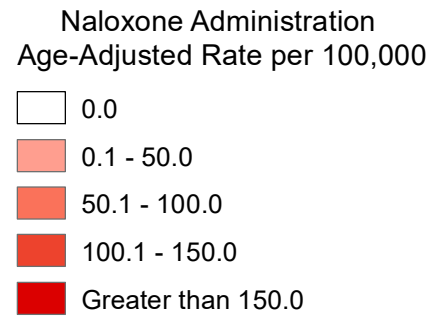 Naloxone Administration
Age-Adjusted Rate per 100,000
0.0
0.1 - 50.0
50.1 - 100.0
100.1 - 150.0
Greater than 150.0